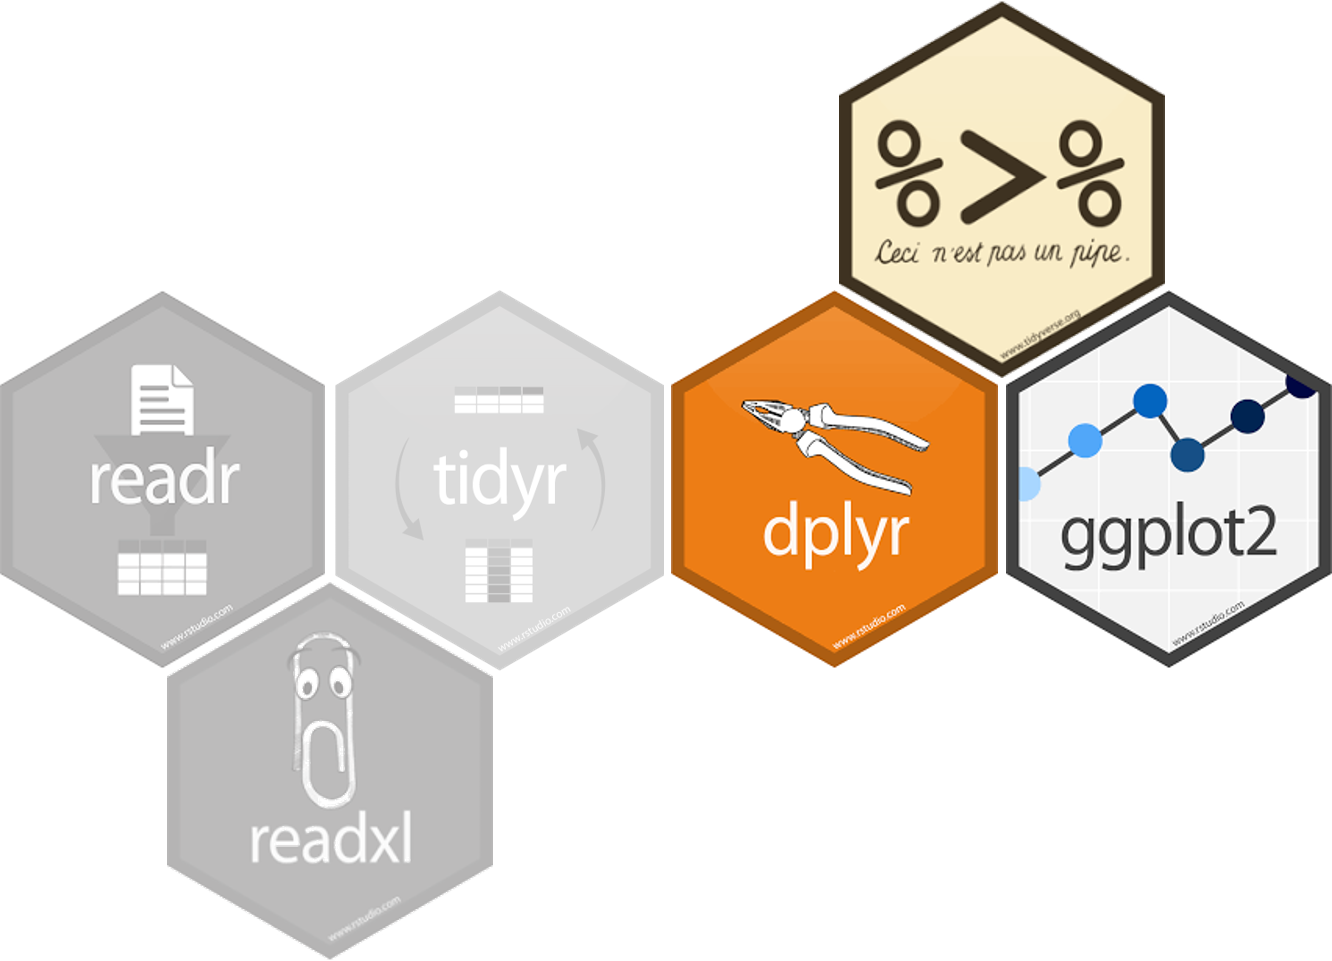 %>%
Ceci n'est pas un pipe.
www.tidyverse.org
readr
www.rstudio.com
tidyr
www.rstudio.com
dplyr
www.rstudio.com
ggplot2
www.rstudio.com
readxl
www.rstudio.com